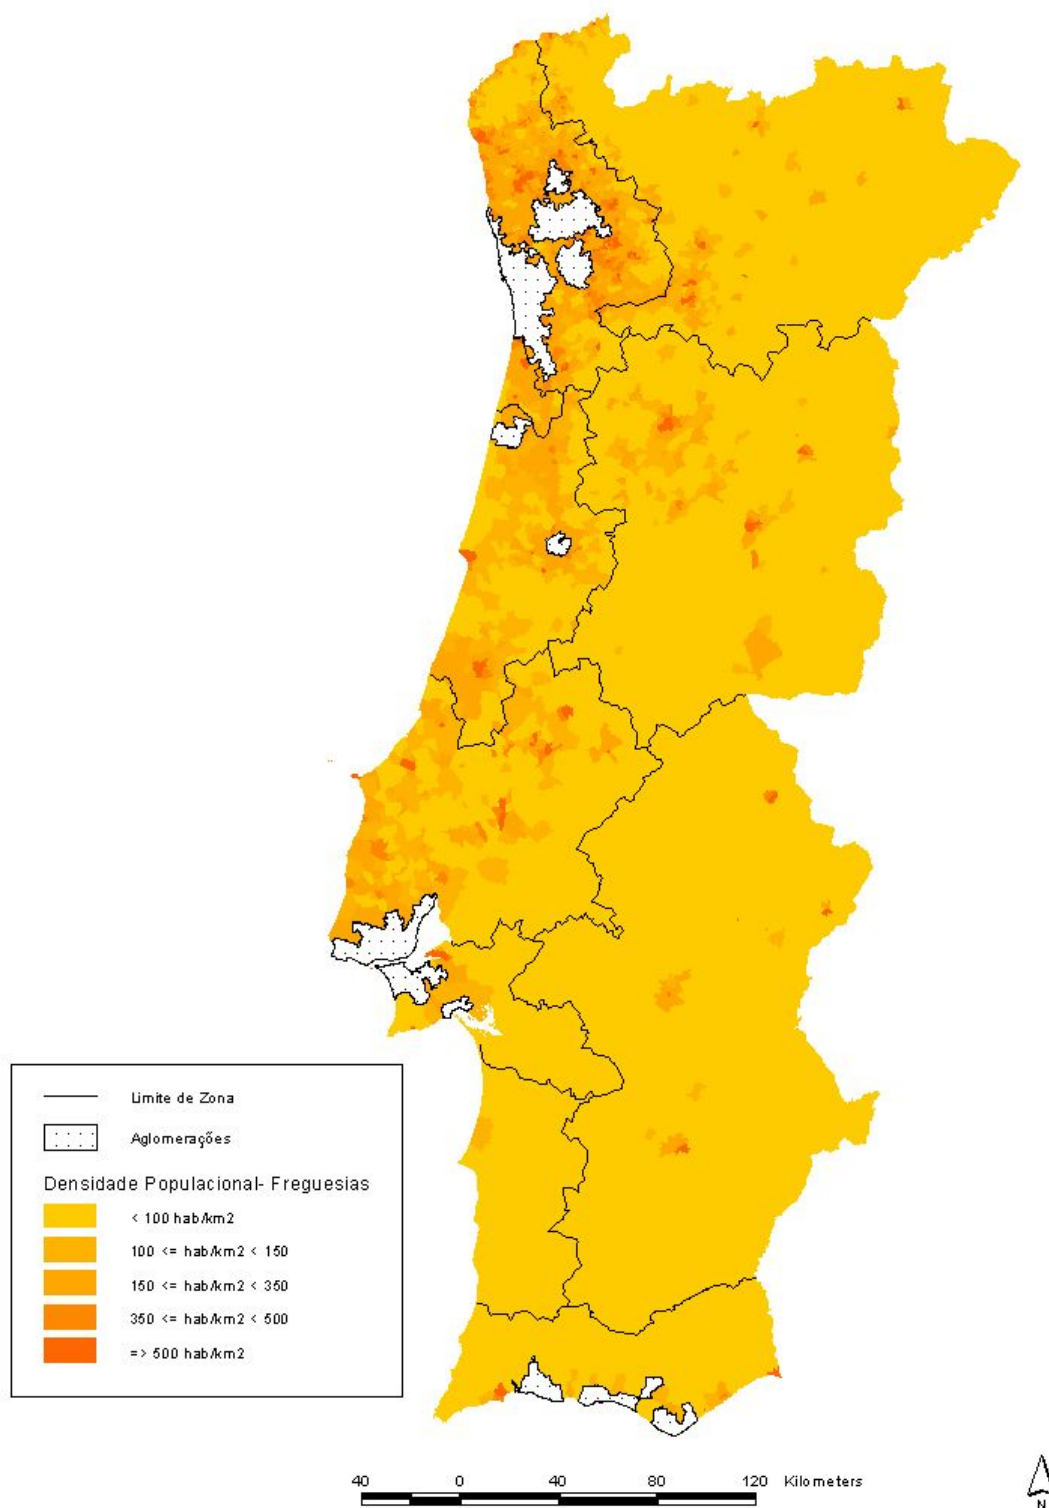 Limite de Zona
Aglomerações
Densidade Populacional- Freguesias
< 100 hab/km2
100 <= hab/km2 < 150
150 <= hab/km2 < 350
350 <= hab/km2 < 500
=> 500 hab/km2
40 0 40 80 120 Kilometers
N